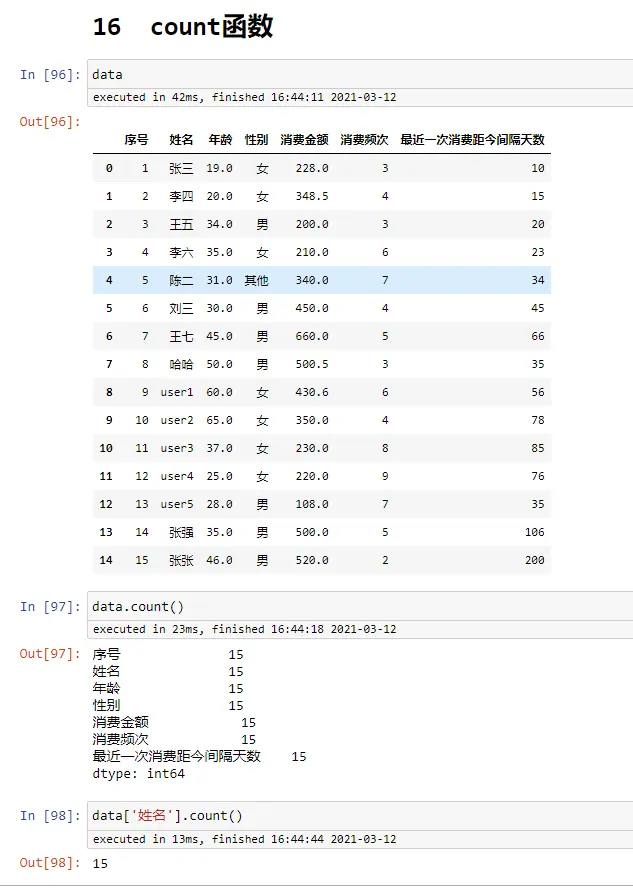 16 count函数
In [96]: data
executed in 42ms, finished 16:44:11 2021-03-12
Out[96]:
序号 姓名 年龄 性别 消费金额 消费频次 最近一次消费距今间隔天数
0 1 张三 19.0 女 228.0 3 10
1 2 李四 20.0 女 348.5 4 15
2 3 王五 34.0 男 200.0 3 20
3 4 李六 35.0 女 210.0 6 23
4 5 陈二 31.0 其他 340.0 7 34
5 6 刘三 30.0 男 450.0 4 45
6 7 王七 45.0 男 660.0 5 66
7 8 哈哈 50.0 男 500.5 3 35
8 9 user1 60.0 女 430.6 6 56
9 10 user2 65.0 女 350.0 4 78
10 11 user3 37.0 女 230.0 8 85
11 12 user4 25.0 女 220.0 9 76
12 13 user5 28.0 男 108.0 7 35
13 14 张强 35.0 男 500.0 5 106
14 15 张张 46.0 男 520.0 2 200
In [97]: data.count()
executed in 23ms, finished 16:44:18 2021-03-12
Out[97]: 序号 15
姓名 15
年龄 15
性别 15
消费金额 15
消费频次 15
最近一次消费距今间隔天数 15
dtype: int64
In [98]: data['姓名'].count()
executed in 13ms, finished 16:44:44 2021-03-12
Out[98]: 15